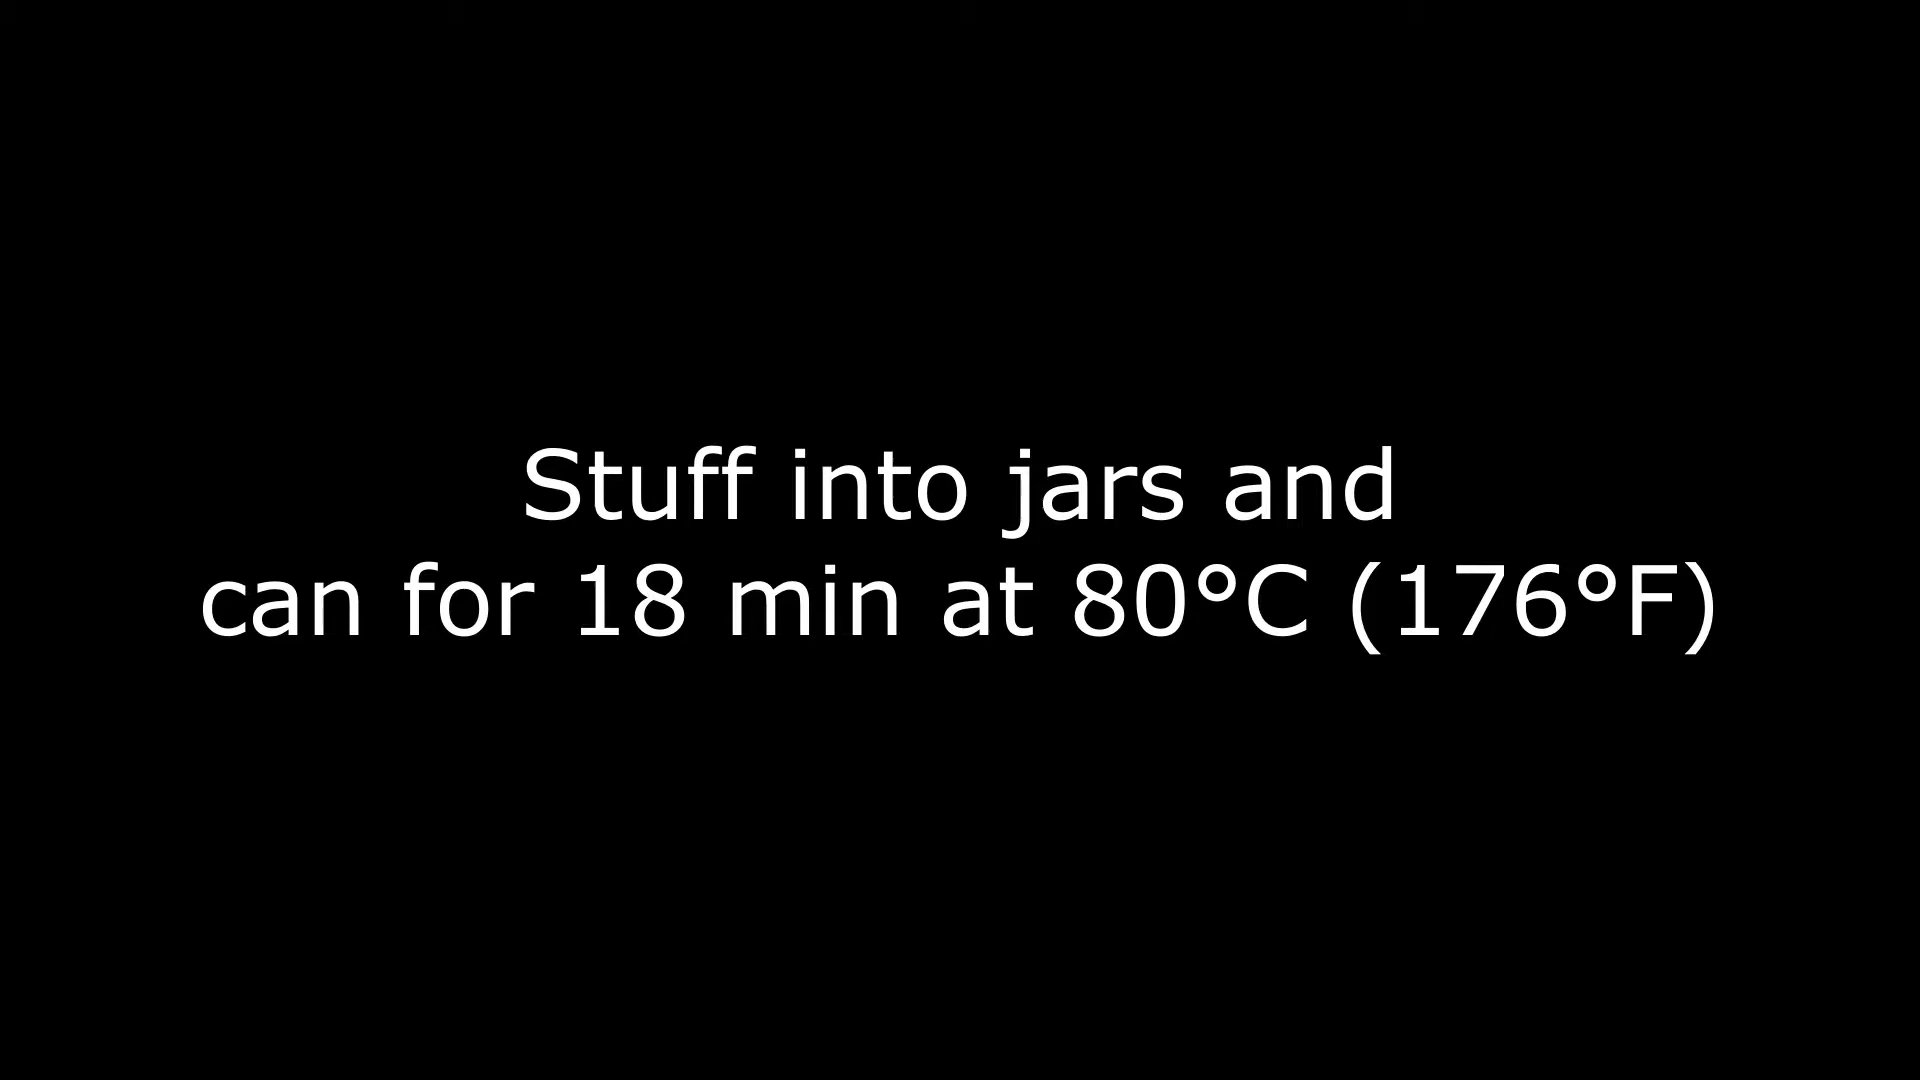 Stuff into jars and
can for 18 min at 80°C (176°F)